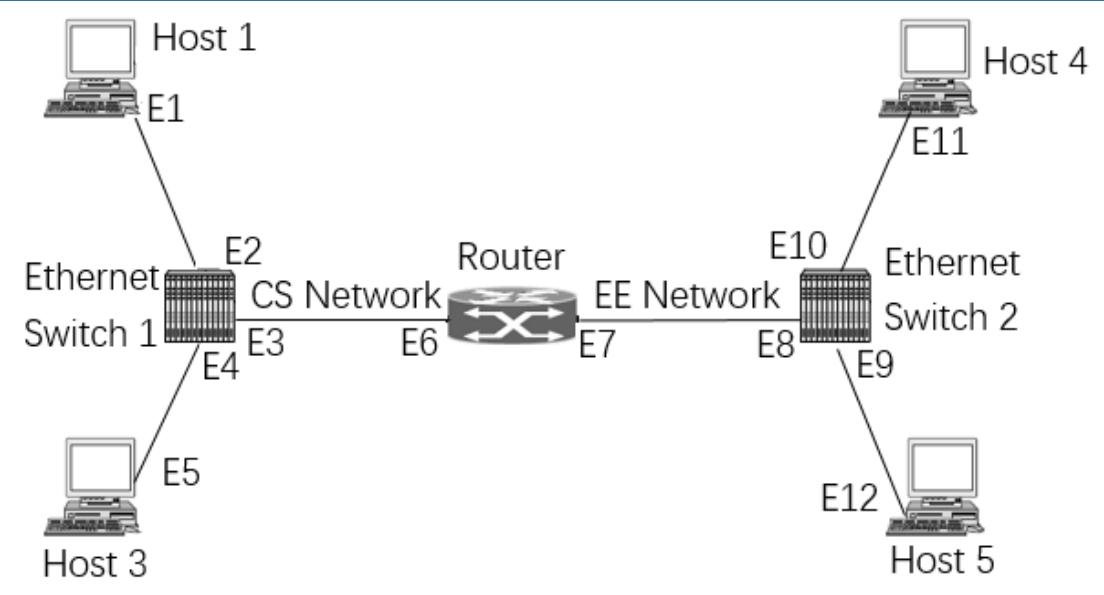 Host 1
E1
Host 4
E11
E2
Ethernet
Switch 1
CS Network
E3
E4
Router
E6
E7
EE Network
E10
Ethernet
Switch 2
E8
E9
E5
Host 3
E12
Host 5